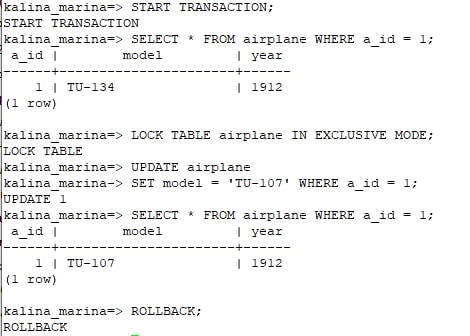 kalina_marina=> START TRANSACTION;
START TRANSACTION
kalina_marina=> SELECT * FROM airplane WHERE a_id = 1;
 a_id |         model          | year
------+------------------------+------
    1 | TU-134                 | 1912
(1 row)

kalina_marina=> LOCK TABLE airplane IN EXCLUSIVE MODE;
LOCK TABLE
kalina_marina=> UPDATE airplane
kalina_marina-> SET model = 'TU-107' WHERE a_id = 1;
UPDATE 1
kalina_marina=> SELECT * FROM airplane WHERE a_id = 1;
 a_id |         model          | year
------+------------------------+------
    1 | TU-107                 | 1912
(1 row)

kalina_marina=> ROLLBACK;
ROLLBACK